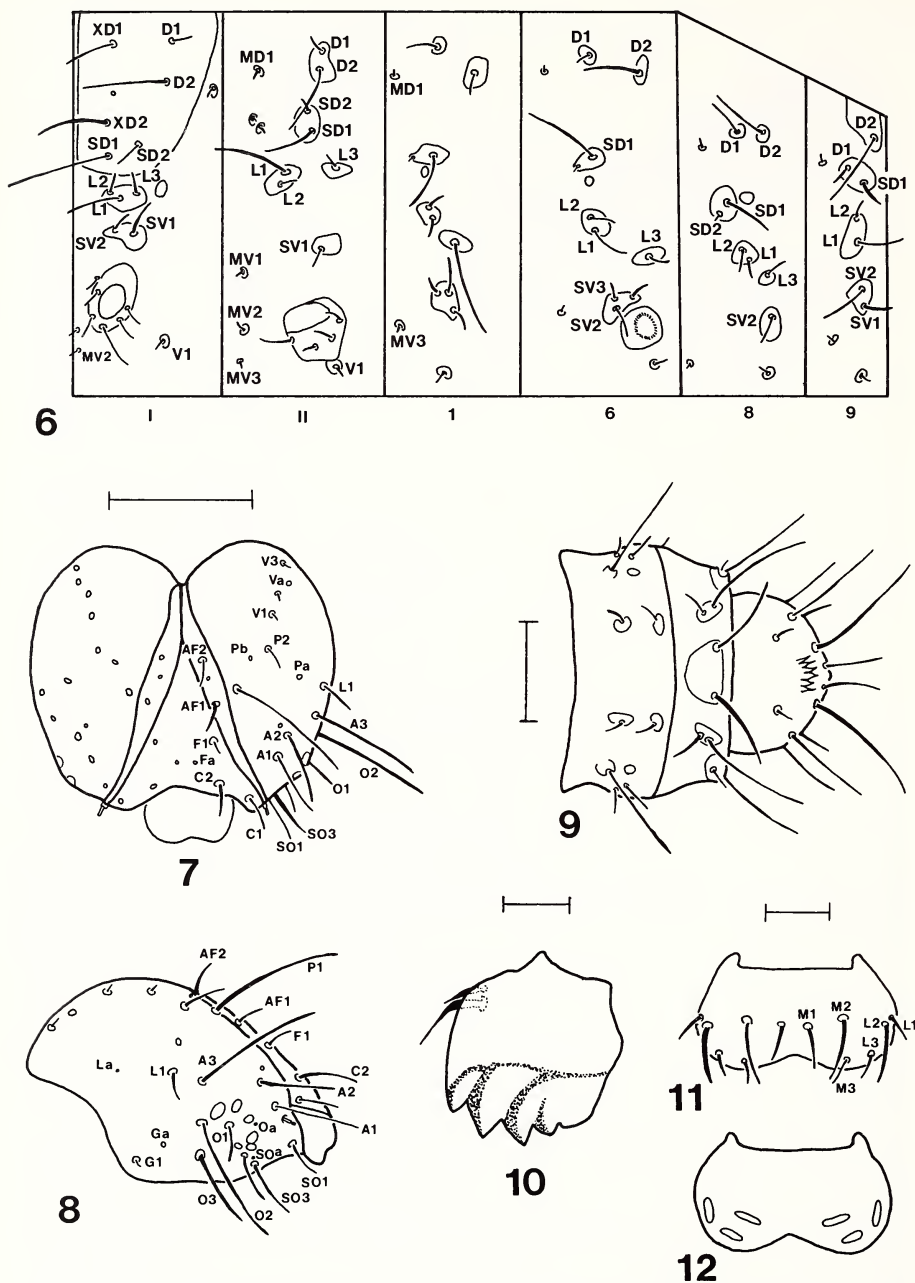 XD1 D1
D2
XD2
SD1 SD2
L2 L3
L1
SV2 SV1
MV2 V1
MD1 D1
D2
SD2
SD1
L1 L3
L2
SV1
MV1
MV2
MV3 V1
MD1
MV3
D1 D2
SD1
L2
L1 L3
SV3
SV2
D1 D2
SD1
SD2
L2 L1
L3
SV2
D2
D1
SD1
L2
L1
SV2
SV1
6 I II 1 6 8 9
V3
Va
V1
P2
Pb Pa
AF2
L1
AF1 A3
A2
F1 A1 O2
Fa
C2 O1
C1 SO3
SO1
7
9
AF2
P1
AF1
F1
La L1 A3 C2
A2
A1
Oa
Ga O1
G1 SOa SO1
SO3
O3 O2
8
10
M1 M2 L2 L1
L3
M3
11
12